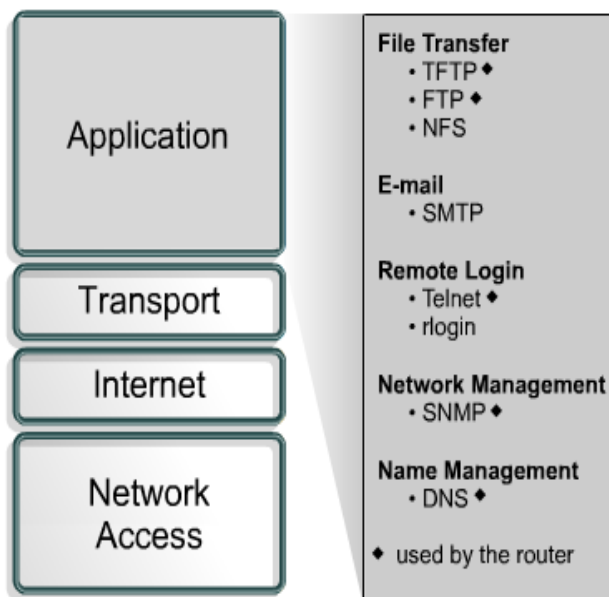 Application
Transport
Internet
Network
Access
File Transfer
• TFTP ◆
• FTP ◆
• NFS
E-mail
• SMTP
Remote Login
• Telnet ◆
• rlogin
Network Management
• SNMP ◆
Name Management
• DNS ◆
◆ used by the router